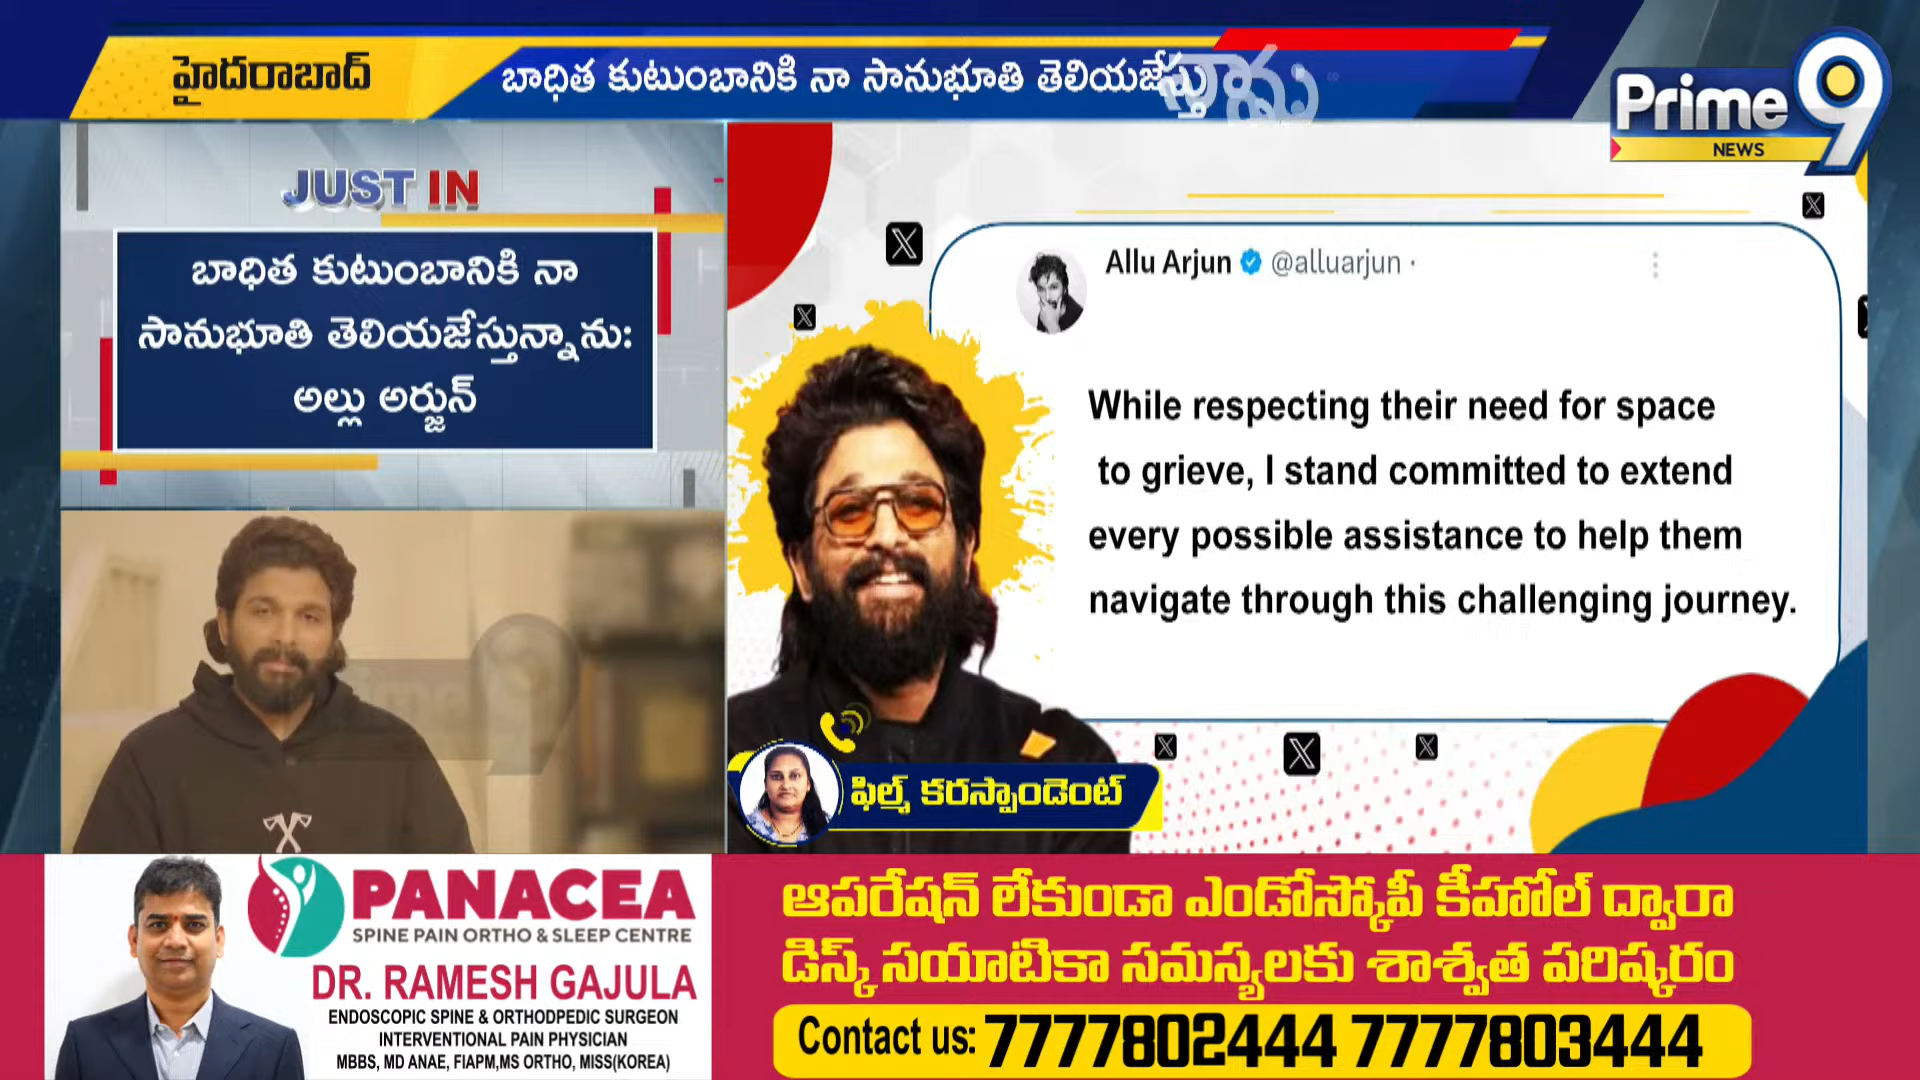 హైదరాబాద్
బాధిత కుటుంబానికి నా సానుభూతి తెలియజేస్తున్నాను
Prime9
NEWS
JUST IN
బాధిత కుటుంబానికి నా
సానుభూతి తెలియజేస్తున్నాను:
అల్లు అర్జున్
Allu Arjun @alluarjun ·
While respecting their need for space
to grieve, I stand committed to extend
every possible assistance to help them
navigate through this challenging journey.
ఫిల్మ్ కరస్పాండెంట్
PANACEA
SPINE PAIN ORTHO & SLEEP CENTRE
DR. RAMESH GAJULA
ENDOSCOPIC SPINE & ORTHODPEDIC SURGEON
INTERVENTIONAL PAIN PHYSICIAN
MBBS, MD ANAE, FIAPM,MS ORTHO, MISS(KOREA)
ఆపరేషన్ లేకుండా ఎండోస్కోపీ కీహోల్ ద్వారా
డిస్క్ సయాటికా సమస్యలకు శాశ్వత పరిష్కరం
Contact us: 7777802444 7777803444